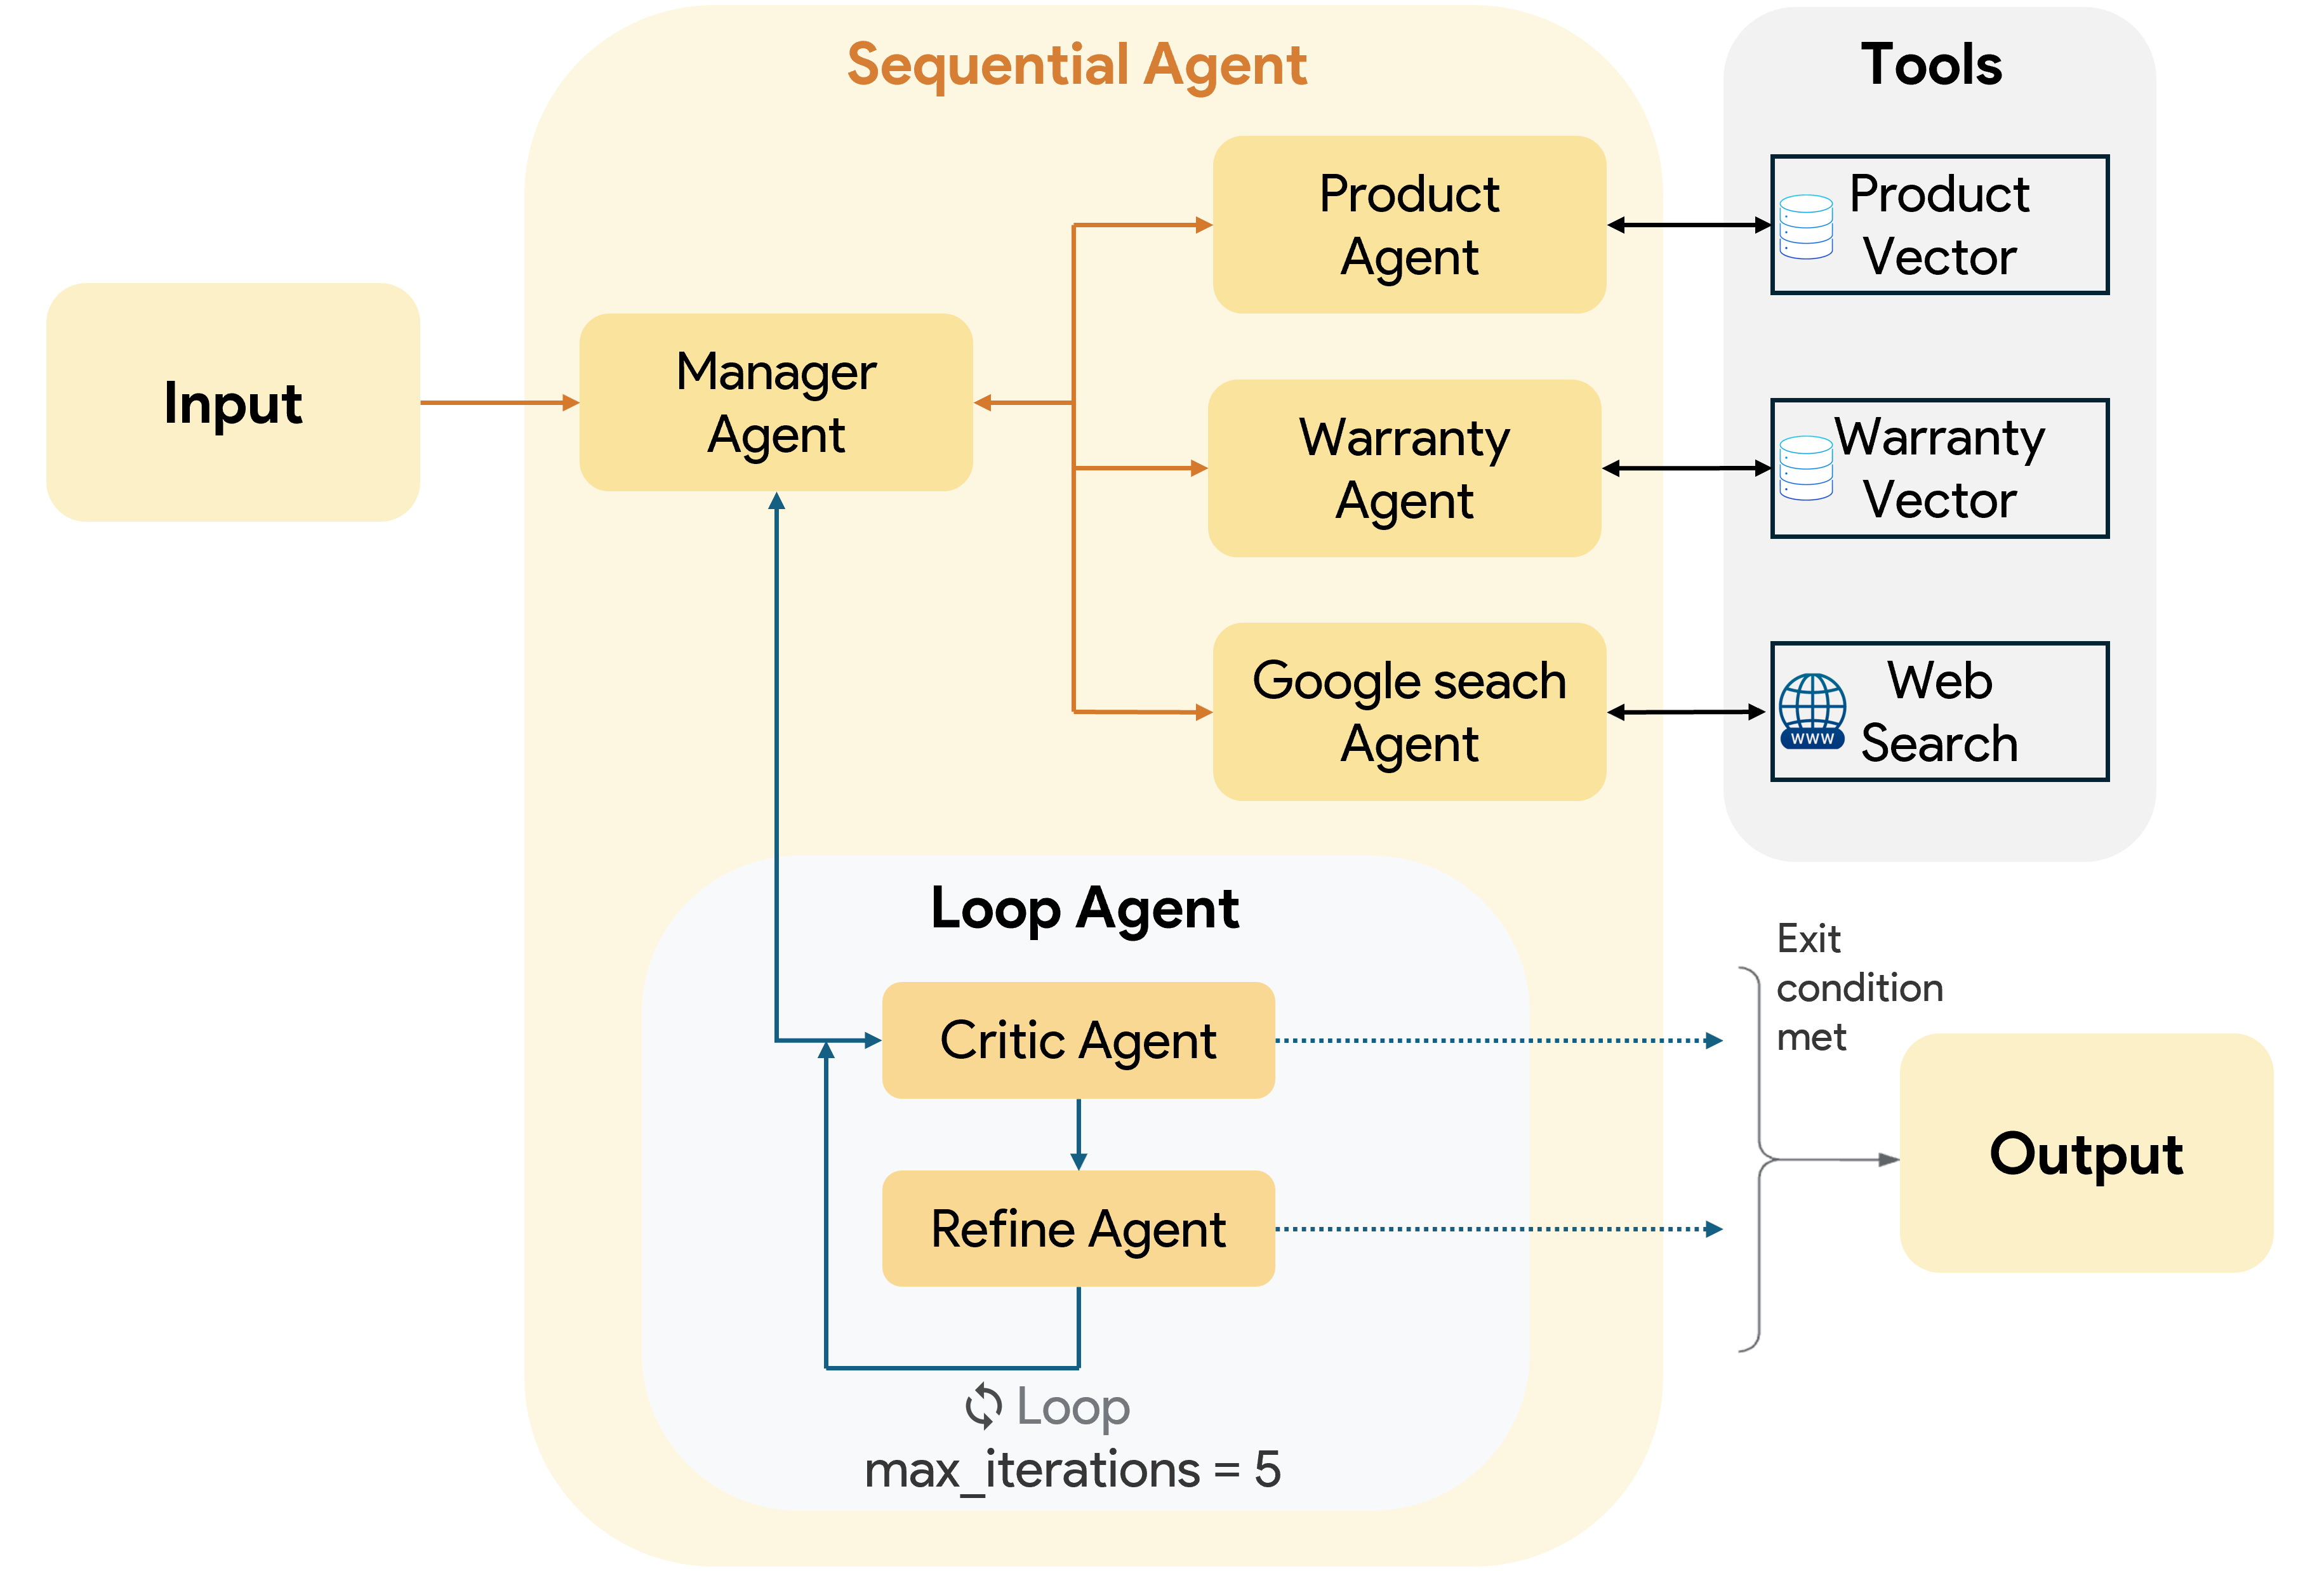 Sequential Agent
Tools
Product
Agent
Product
Vector
Input
Manager
Agent
Warranty
Agent
Warranty
Vector
Google seach
Agent
WWW
Web
Search
Loop Agent
Exit
condition
met
Critic Agent
Output
Refine Agent
Loop
max_iterations = 5